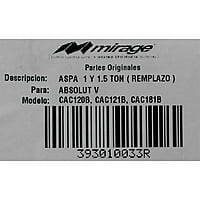 mirage
Partes Originales
Descripcion: ASPA 1 Y 1.5 TON ( REMPLAZO )
Para: ABSOLUT V
Modelo: CAC120B, CAC121B, CAC181B
393010033R